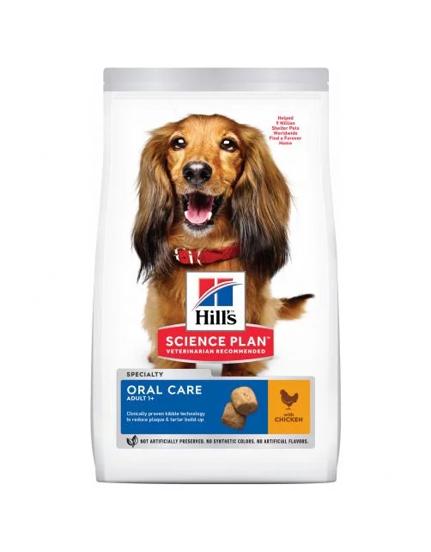 Helped
9 Million
Shelter Pets
Worldwide
Find a Forever
Home
Hill's
SCIENCE PLAN™
VETERINARIAN RECOMMENDED
SPECIALTY
ORAL CARE
ADULT 1+
Clinically proven kibble technology
to reduce plaque & tartar build up
with
CHICKEN
NOT ARTIFICIALLY PRESERVED. NO SYNTHETIC COLORS. NO ARTIFICIAL FLAVORS.